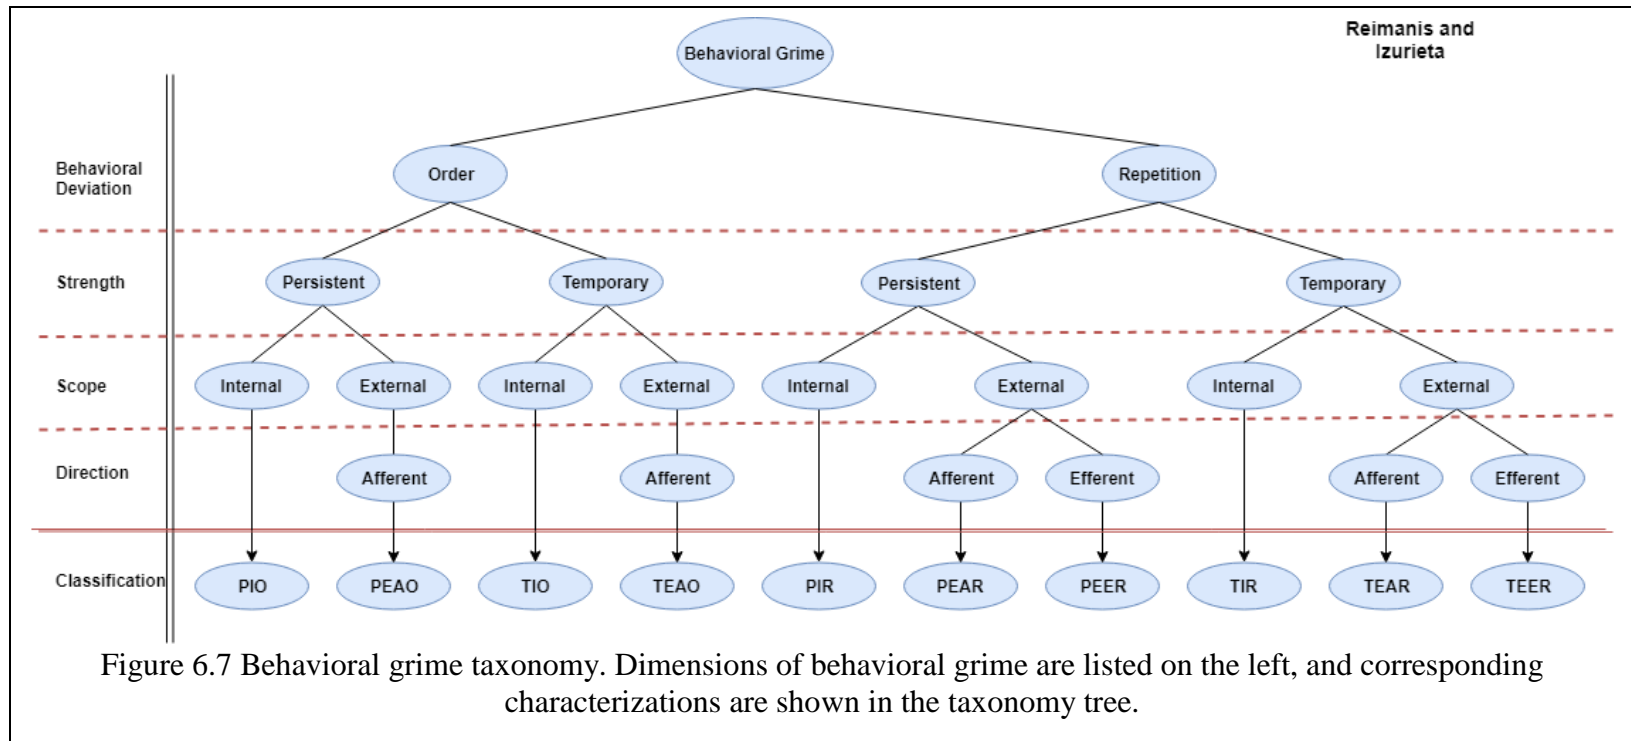 Reimanis and
Izurieta
Behavioral Grime
Behavioral
Deviation
Order
Repetition
Strength
Persistent
Temporary
Persistent
Temporary
Scope
Internal
External
Internal
External
Internal
External
Internal
External
Direction
Afferent
Afferent
Afferent
Efferent
Afferent
Efferent
Classification
PIO
PEAO
TIO
TEAO
PIR
PEAR
PEER
TIR
TEAR
TEER
Figure 6.7 Behavioral grime taxonomy. Dimensions of behavioral grime are listed on the left, and corresponding
characterizations are shown in the taxonomy tree.